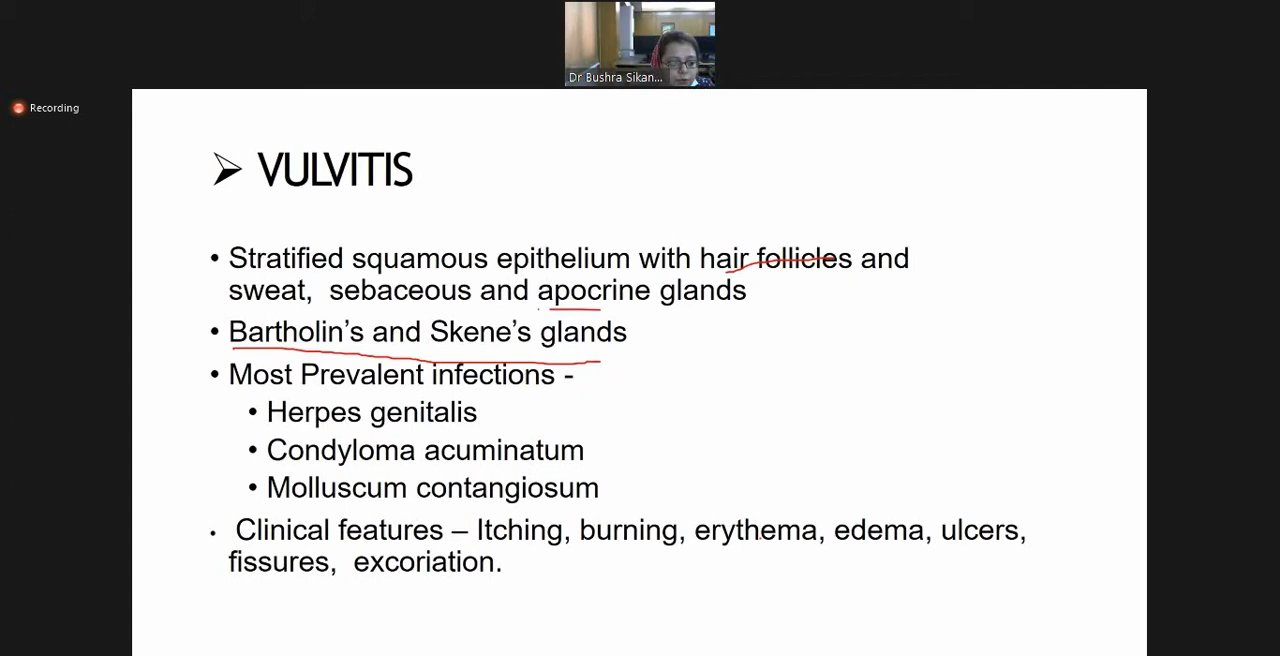 Dr Bushra Sikan...
Recording
➢ VULVITIS
• Stratified squamous epithelium with hair follicles and
sweat, sebaceous and apocrine glands
• Bartholin's and Skene's glands
• Most Prevalent infections -
• Herpes genitalis
• Condyloma acuminatum
• Molluscum contangiosum
• Clinical features – Itching, burning, erythema, edema, ulcers,
fissures, excoriation.